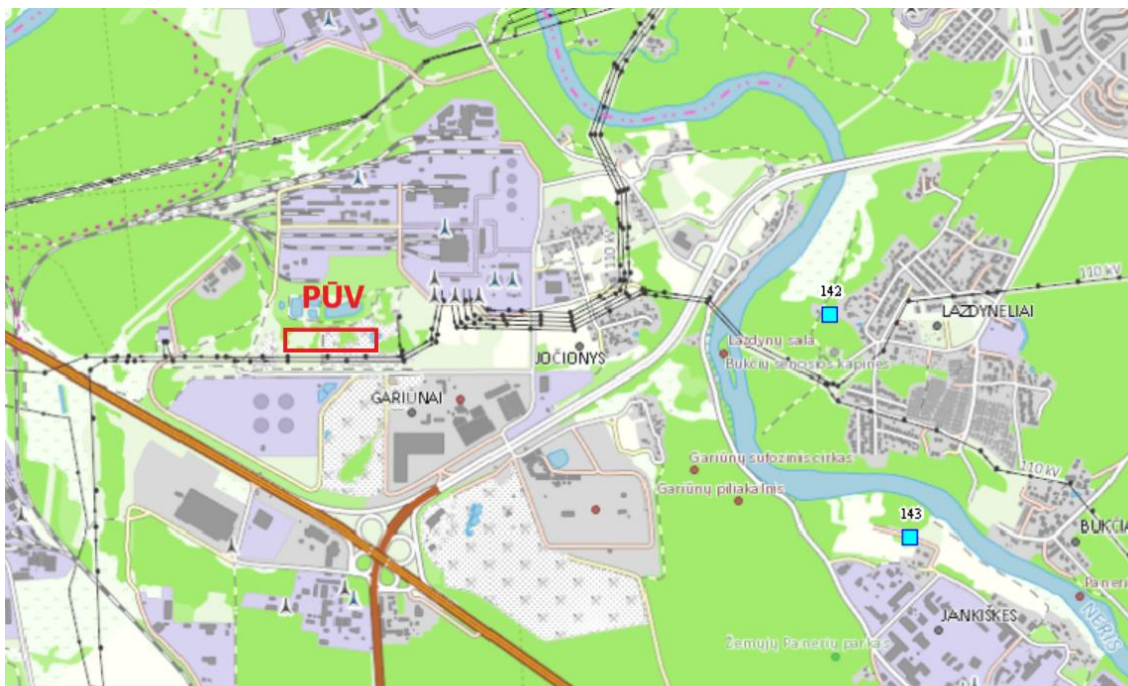 110 kV
142
LAZDYNĖLIAI
PŪV
110 kV
Lazdynų sala
JOČIONYS
Bukčių senosios kapinės
GARIŪNAI
Gariūnų sufozinis cirkas
110 kV
Gariūnų piliakalnis
143
BUKČIA
JANKIŠKĖS
NERIS
Žemųjų Panerių parkas